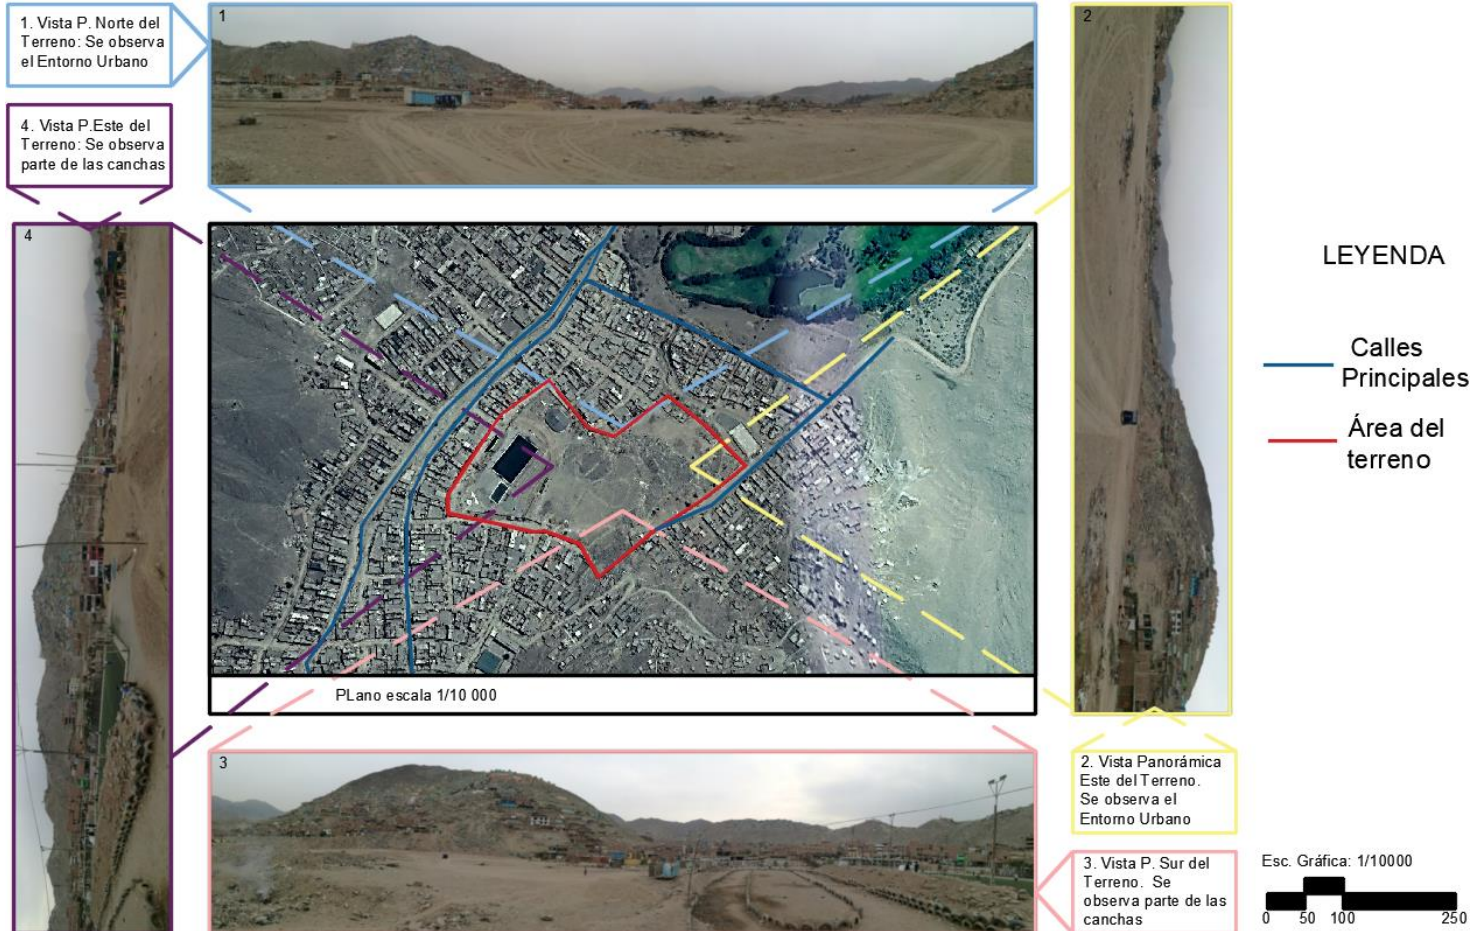 1. Vista P. Norte del
Terreno: Se observa
el Entorno Urbano
1
2
4. Vista P.Este del
Terreno: Se observa
parte de las canchas
4
LEYENDA
Calles
Principales
Área del
terreno
PLano escala 1/10 000
3
2. Vista Panorámica
Este del Terreno.
Se observa el
Entorno Urbano
3. Vista P. Sur del
Terreno. Se
observa parte de las
canchas
Esc. Gráfica: 1/10000
0 50 100 250